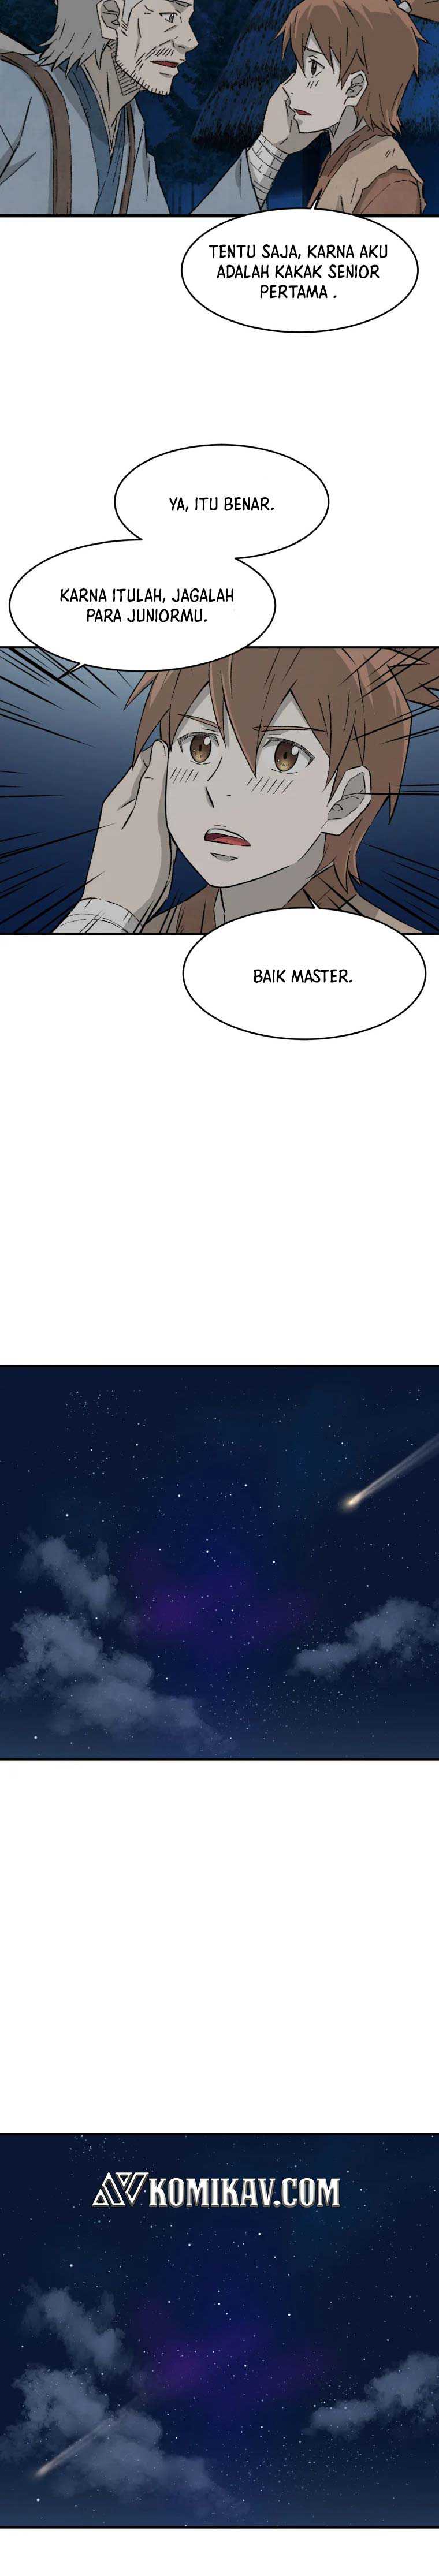 TENTU SAJA, KARNA AKU
ADALAH KAKAK SENIOR
PERTAMA .
YA, ITU BENAR.
KARNA ITULAH, JAGALAH
PARA JUNIORMU.
BAIK MASTER.
KOMIKAV.COM